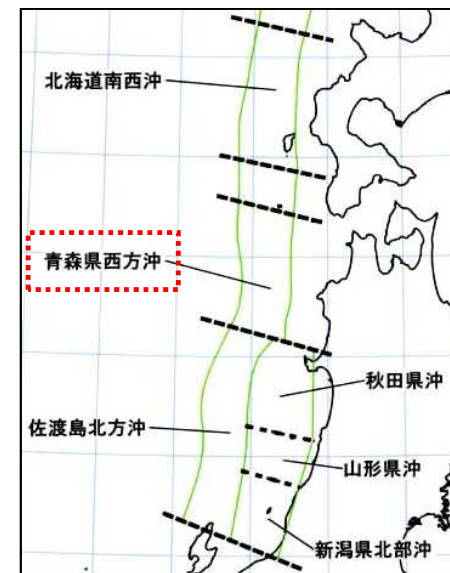 北海道南西沖
青森県西方沖
秋田県沖
佐渡島北方沖
山形県沖
新潟県北部沖